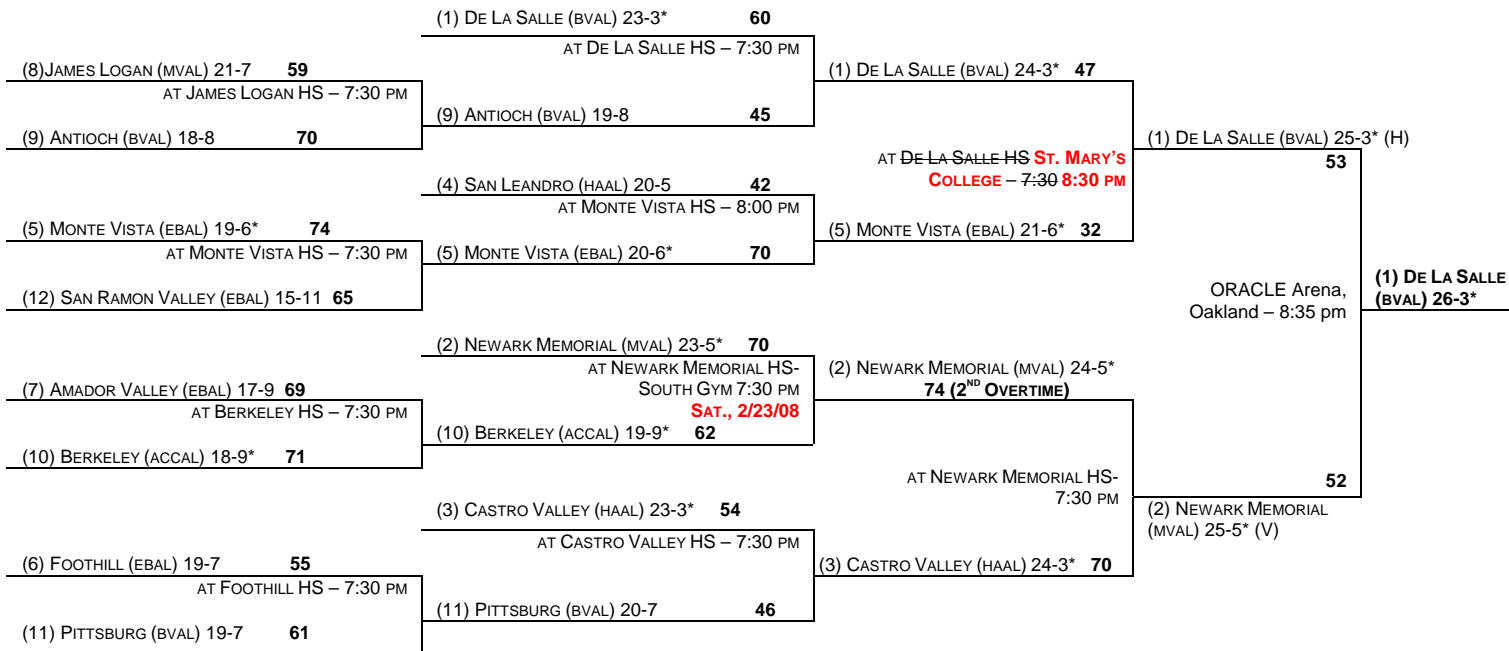 (1) DE LA SALLE (BVAL) 23-3* 60
AT DE LA SALLE HS – 7:30 PM
(8)JAMES LOGAN (MVAL) 21-7 59
AT JAMES LOGAN HS – 7:30 PM
(9) ANTIOCH (BVAL) 18-8 70
(9) ANTIOCH (BVAL) 19-8 45
(1) DE LA SALLE (BVAL) 24-3* 47
AT DE LA SALLE HS ST. MARY'S
COLLEGE – 7:30 8:30 PM
(4) SAN LEANDRO (HAAL) 20-5 42
AT MONTE VISTA HS – 8:00 PM
(5) MONTE VISTA (EBAL) 19-6* 74
AT MONTE VISTA HS – 7:30 PM
(12) SAN RAMON VALLEY (EBAL) 15-11 65
(5) MONTE VISTA (EBAL) 20-6* 70
(5) MONTE VISTA (EBAL) 21-6* 32
(1) DE LA SALLE (BVAL) 25-3* (H)
53
ORACLE Arena,
Oakland – 8:35 pm
(1) DE LA SALLE
(BVAL) 26-3*
(2) NEWARK MEMORIAL (MVAL) 23-5* 70
AT NEWARK MEMORIAL HS-
SOUTH GYM 7:30 PM
SAT., 2/23/08
(7) AMADOR VALLEY (EBAL) 17-9 69
AT BERKELEY HS – 7:30 PM
(10) BERKELEY (ACCAL) 18-9* 71
(10) BERKELEY (ACCAL) 19-9* 62
(2) NEWARK MEMORIAL (MVAL) 24-5*
74 (2ND OVERTIME)
AT NEWARK MEMORIAL HS-
7:30 PM
52
(2) NEWARK MEMORIAL
(MVAL) 25-5* (V)
(3) CASTRO VALLEY (HAAL) 23-3* 54
AT CASTRO VALLEY HS – 7:30 PM
(3) CASTRO VALLEY (HAAL) 24-3* 70
(6) FOOTHILL (EBAL) 19-7 55
AT FOOTHILL HS – 7:30 PM
(11) PITTSBURG (BVAL) 20-7 46
(11) PITTSBURG (BVAL) 19-7 61